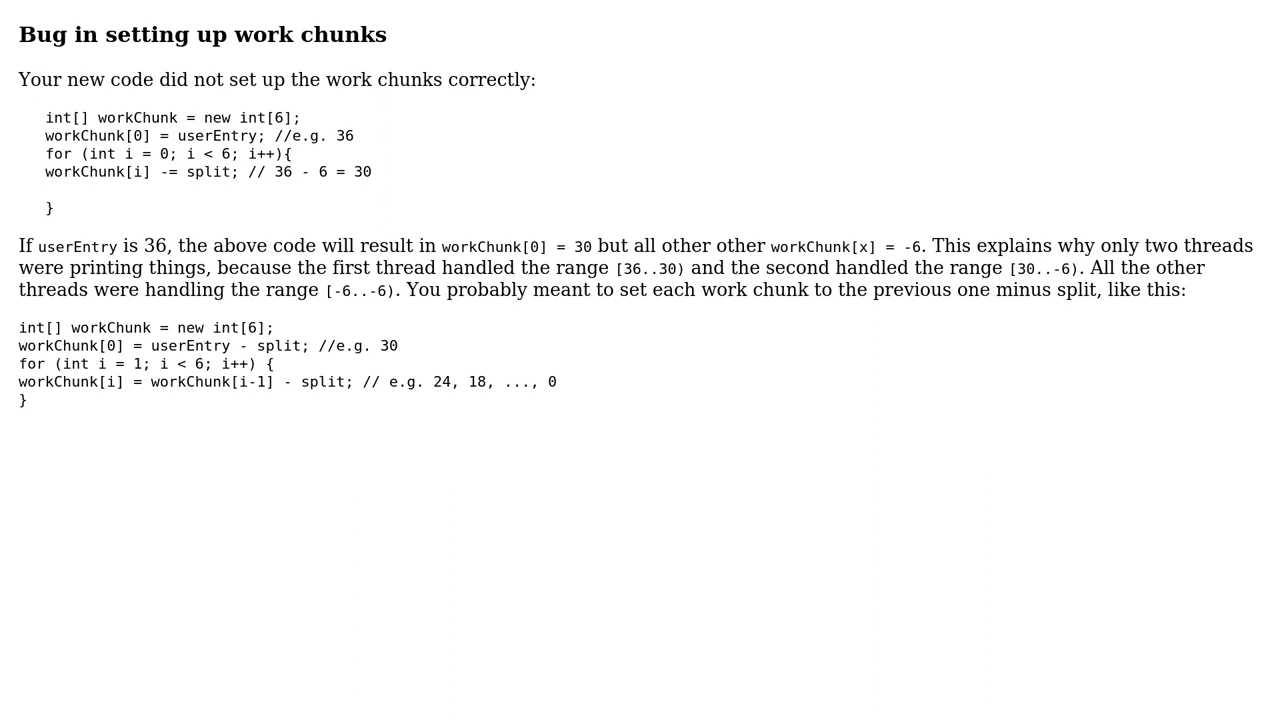 Bug in setting up work chunks
Your new code did not set up the work chunks correctly:
int[] workChunk = new int[6];
workChunk[0] = userEntry; //e.g. 36
for (int i = 0; i < 6; i++){
workChunk[i] -= split; // 36 - 6 = 30
}
If userEntry is 36, the above code will result in workChunk[0] = 30 but all other other workChunk[x] = -6. This explains why only two threads
were printing things, because the first thread handled the range [36..30) and the second handled the range [30..-6). All the other
threads were handling the range [-6..-6). You probably meant to set each work chunk to the previous one minus split, like this:
int[] workChunk = new int[6];
workChunk[0] = userEntry - split; //e.g. 30
for (int i = 1; i < 6; i++) {
workChunk[i] = workChunk[i-1] - split; // e.g. 24, 18, ..., 0
}